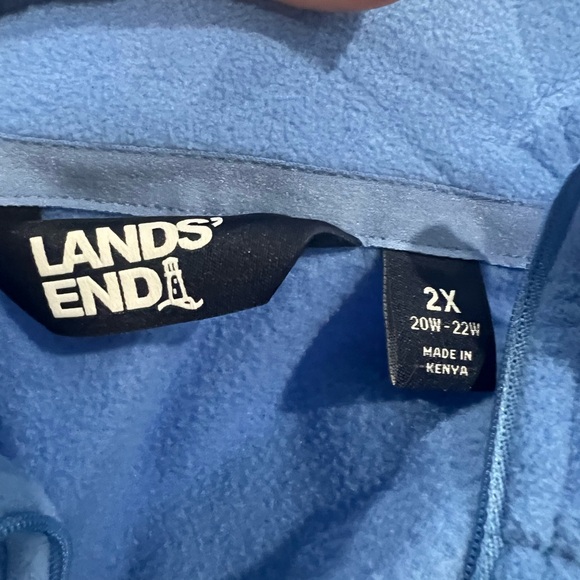 LANDS'
END
2X
20W-22W
MADE IN
KENYA